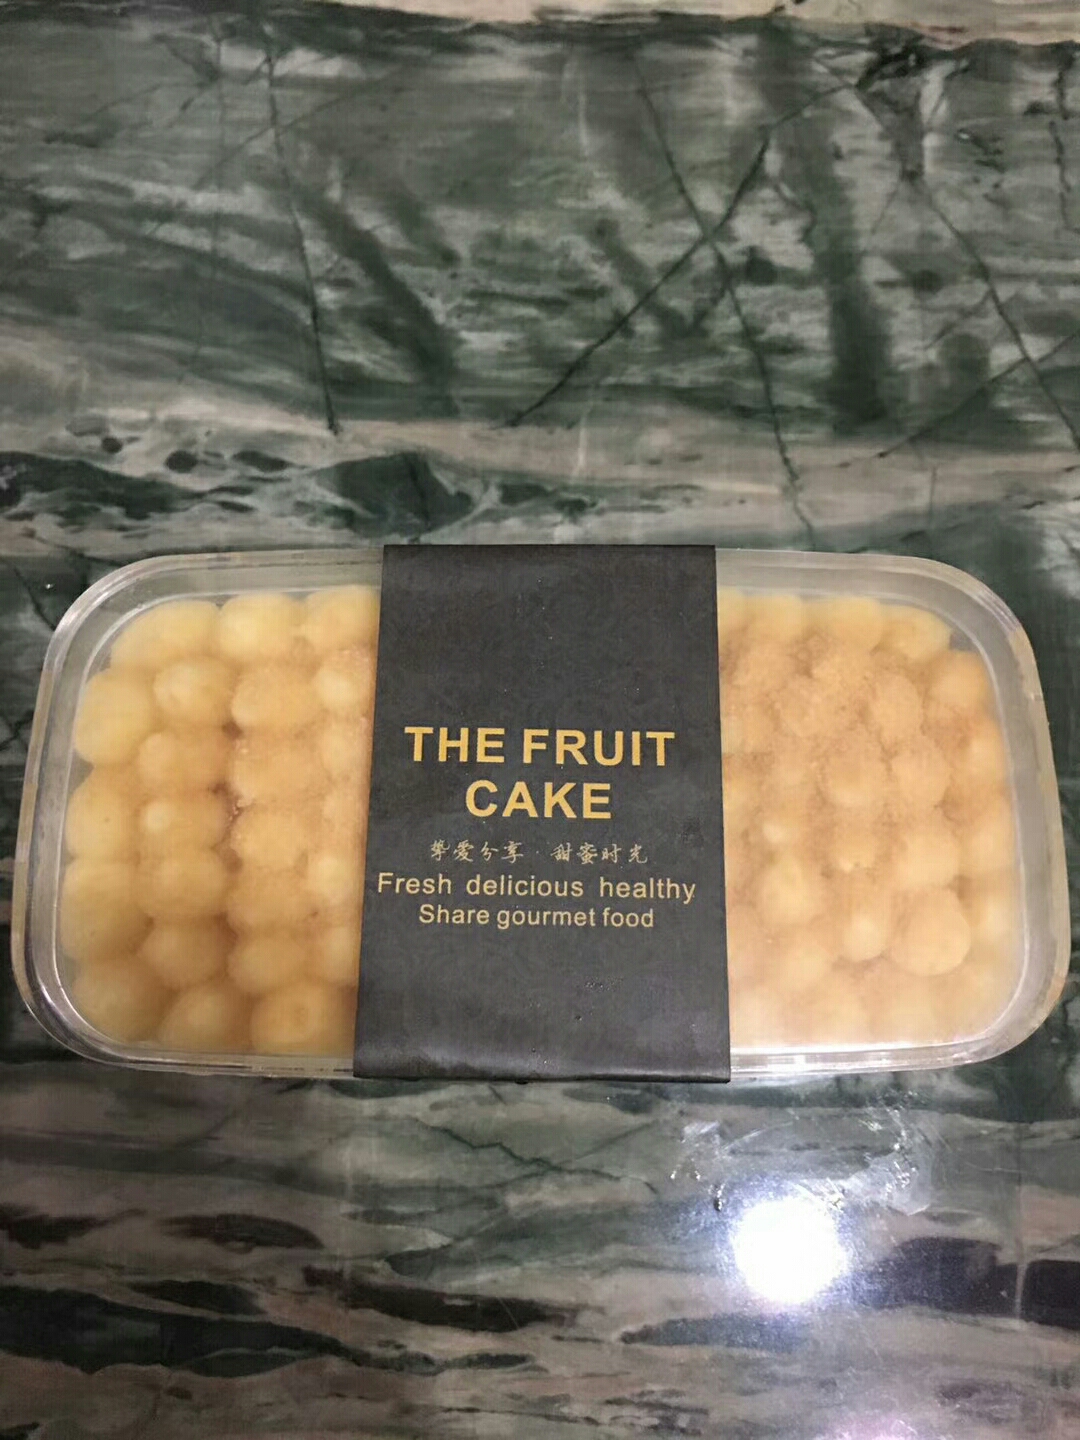 THE FRUIT
CAKE
挚爱分享·甜蜜时光
Fresh delicious healthy
Share gourmet food